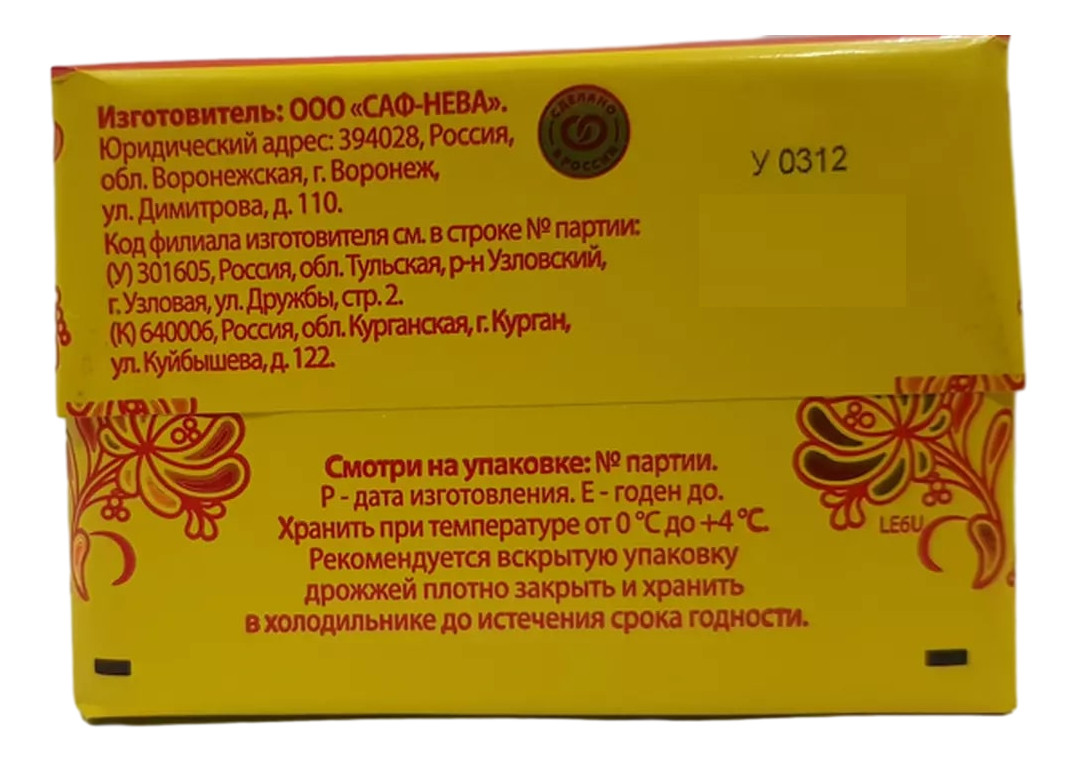 Изготовитель: ООО «САФ-НЕВА».
Юридический адрес: 394028, Россия,
обл. Воронежская, г. Воронеж,
ул. Димитрова, д. 110.
Код филиала изготовителя см. в строке № партии:
(У) 301605, Россия, обл. Тульская, р-н Узловский,
г. Узловая, ул. Дружбы, стр. 2.
(К) 640006, Россия, обл. Курганская, г. Курган,
ул. Куйбышева, д. 122.
СДЕЛАНО
В РОССИИ
У 0312
Смотри на упаковке: № партии.
Р - дата изготовления. Е - годен до.
Хранить при температуре от 0 °С до +4 °С.
Рекомендуется вскрытую упаковку
дрожжей плотно закрыть и хранить
в холодильнике до истечения срока годности.
LE6U